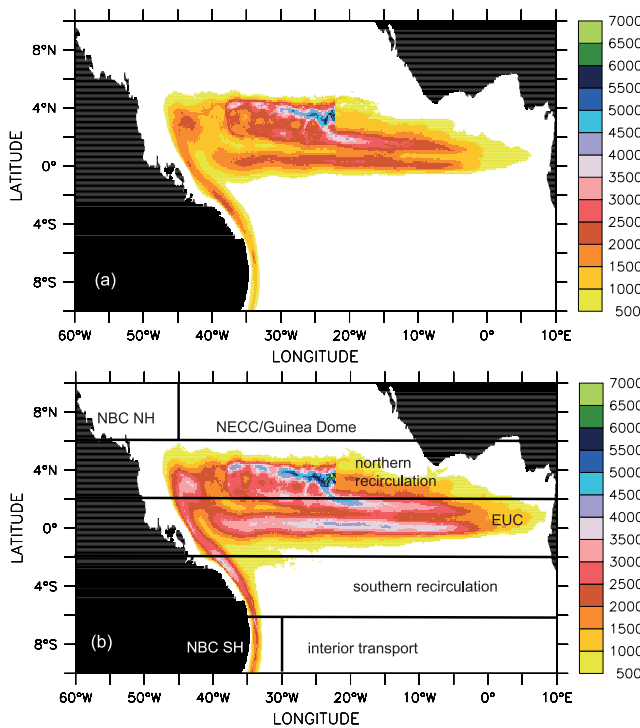 8°N
4°N
0°
4°S
8°S
LATITUDE
(a)
60°W 50°W 40°W 30°W 20°W 10°W 0° 10°E
LONGITUDE
7000
6500
6000
5500
5000
4500
4000
3500
3000
2500
2000
1500
1000
500
8°N
4°N
0°
4°S
8°S
LATITUDE
NBC NH
NECC/Guinea Dome
northern
recirculation
EUC
southern recirculation
(b)
NBC SH
interior transport
60°W 50°W 40°W 30°W 20°W 10°W 0° 10°E
LONGITUDE
7000
6500
6000
5500
5000
4500
4000
3500
3000
2500
2000
1500
1000
500